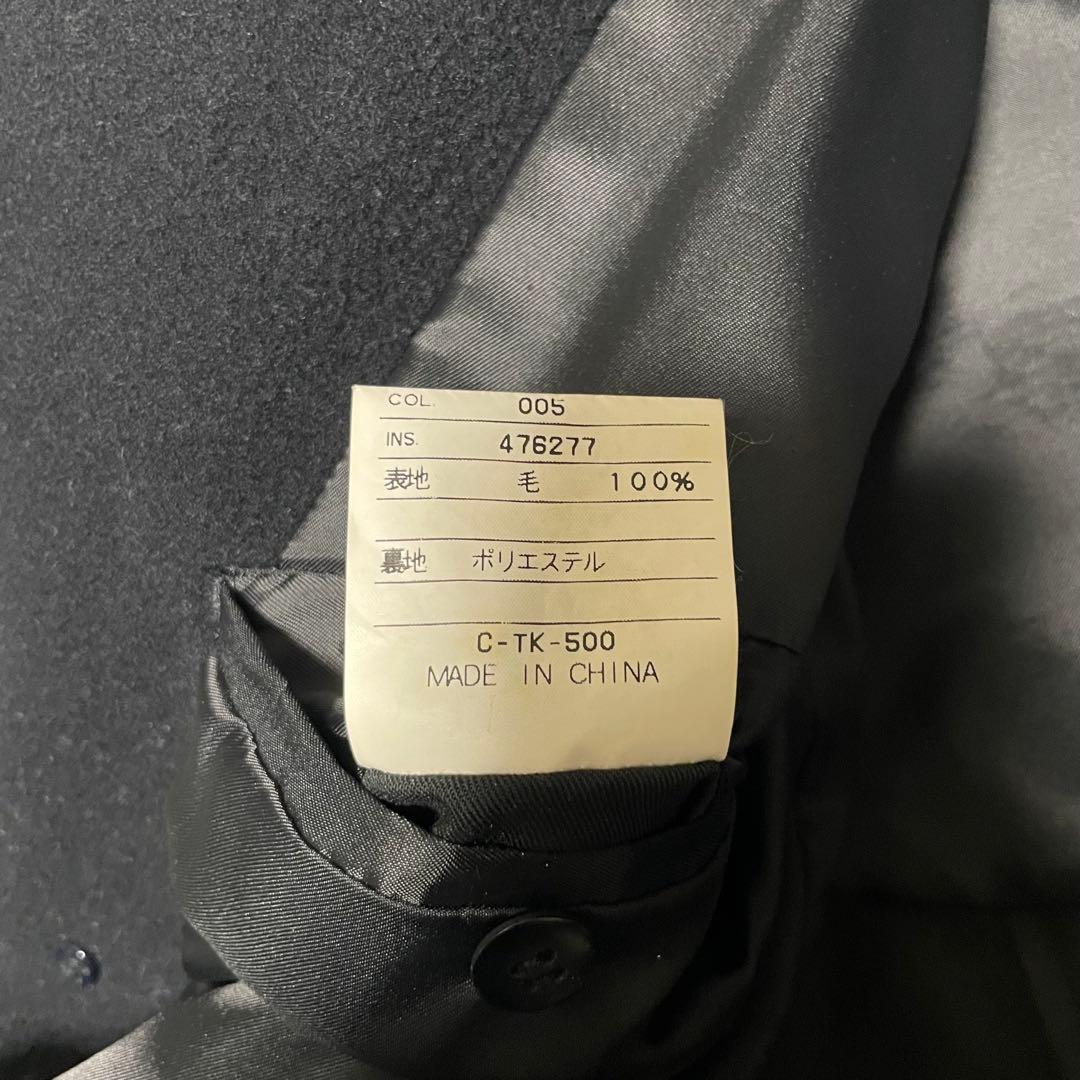 COL. 005
INS. 476277
表地 毛 100%
裏地 ポリエステル
C-TK-500
MADE IN CHINA